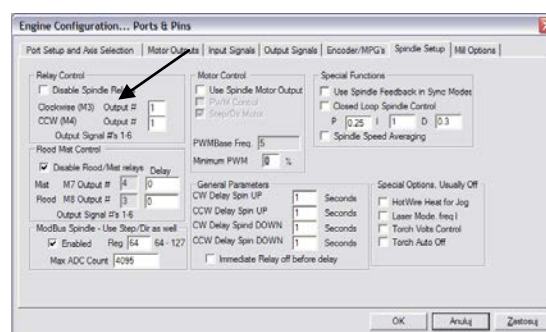 Engine Configuration... Ports & Pins
Port Setup and Axis Selection Motor Outputs Input Signals Output Signals Encoder/MPG's Spindle Setup Mill Options
Relay Control
Disable Spindle Relays
Clockwise (M3) Output # 1
CCW (M4) Output # 1
Output Signal #'s 1-6
Flood Mist Control
Disable Flood/Mist relays Delay
Mist M7 Output # 4 0
Flood M8 Output # 3 0
Output Signal #'s 1-6
ModBus Spindle - Use Step/Dir as well
Enabled Reg 64 64 - 127
Max ADC Count 4095
Motor Control
Use Spindle Motor Output
PWM Control
Step/Dir Motor
PWMBase Freq. 5
Minimum PWM 0 %
General Parameters
CW Delay Spin UP 1 Seconds
CCW Delay Spin UP 1 Seconds
CW Delay Spind DOWN 1 Seconds
CCW Delay Spin DOWN 1 Seconds
Immediate Relay off before delay
Special Functions
Use Spindle Feedback in Sync Modes
Closed Loop Spindle Control
P 0.25 I 1 D 0.3
Spindle Speed Averaging
Special Options, Usually Off
HotWire Heat for Jog
Laser Mode. freq
Torch Volts Control
Torch Auto Off
OK Anuluj Zastosuj